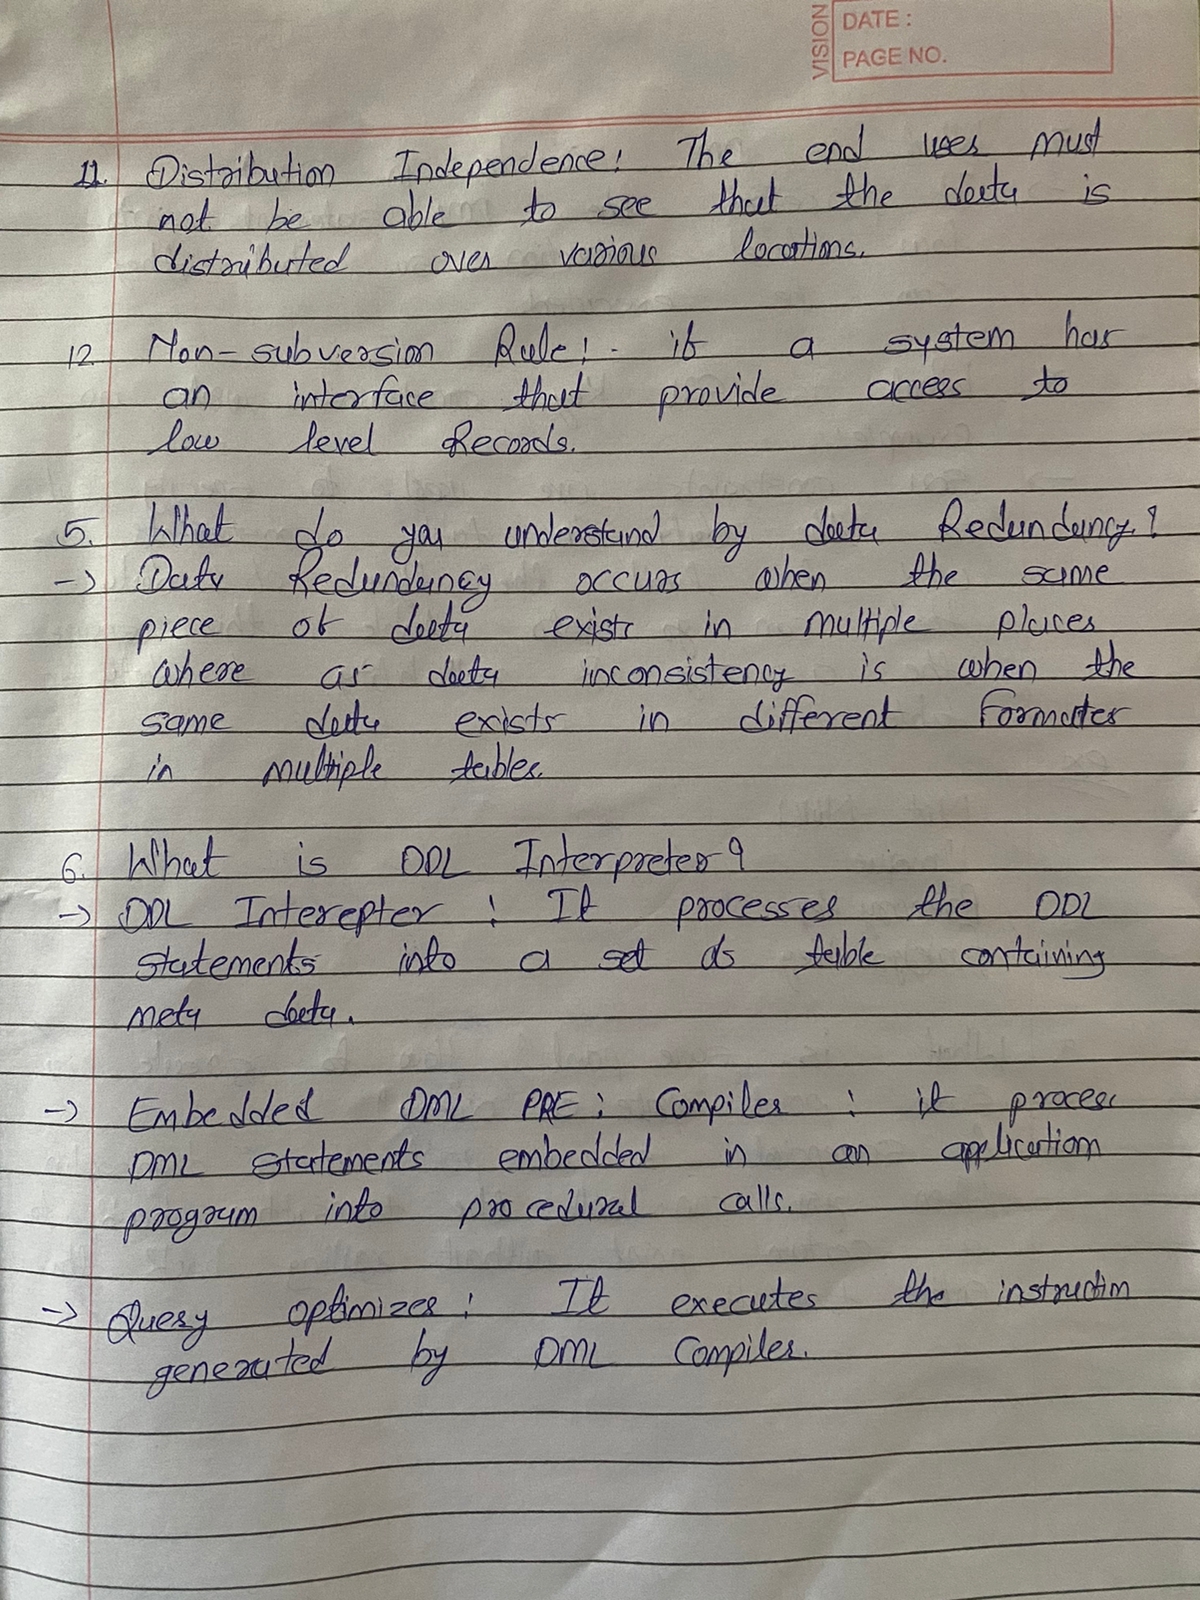 VISION
DATE :
PAGE NO.
11. Distribution Independence: The end user must
not be able to see that the data is
distributed over various locations.
12 Non-subversion Rule: - if a system has
an interface that provide access to
low level Records.
5. What do you understand by data Redundancy?
-> Data Redundancy occurs when the same
piece of data exists in multiple places
where as data inconsistency is when the
same data exists in different Formates
in multiple tables.
6. What is DDL Interpreter?
-> DDL Interepter : It processes the DDL
statements into a set of table containing
meta data.
-> Embedded DML PRE: Compiler : it process
DML statements embedded in an application
program into procedural calls.
-> Query optimizer: It executes the instruction
generated by DML Compiler.